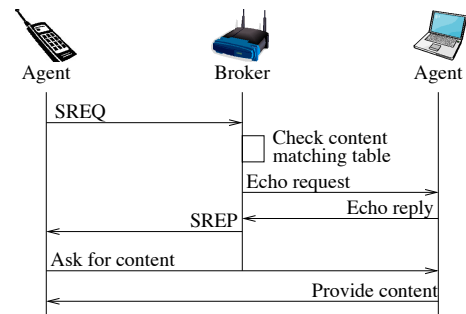 Agent
Broker
Agent
SREQ
Check content
matching table
Echo request
Echo reply
SREP
Ask for content
Provide content